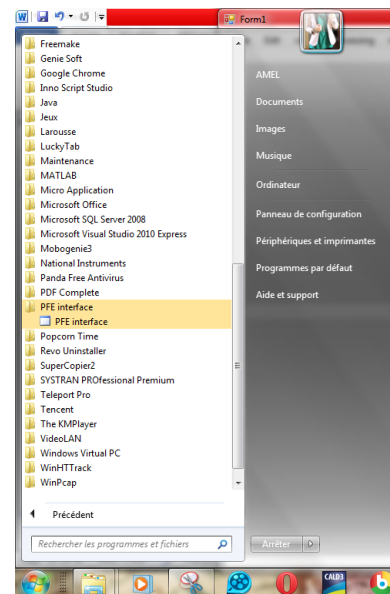 Form1
Freemake
Genie Soft
Google Chrome
Inno Script Studio
Java
Jeux
Larousse
LuckyTab
Maintenance
MATLAB
Micro Application
Microsoft Office
Microsoft SQL Server 2008
Microsoft Visual Studio 2010 Express
Mobogenie3
National Instruments
Panda Free Antivirus
PDF Complete
PFE interface
PFE interface
Popcorn Time
Revo Uninstaller
SuperCopier2
SYSTRAN PROfessional Premium
Teleport Pro
Tencent
The KMPlayer
VideoLAN
Windows Virtual PC
WinHTTrack
WinPcap
Précédent
Rechercher les programmes et fichiers
AMEL
Documents
Images
Musique
Ordinateur
Panneau de configuration
Périphériques et imprimantes
Programmes par défaut
Aide et support
Arrêter
CALD3